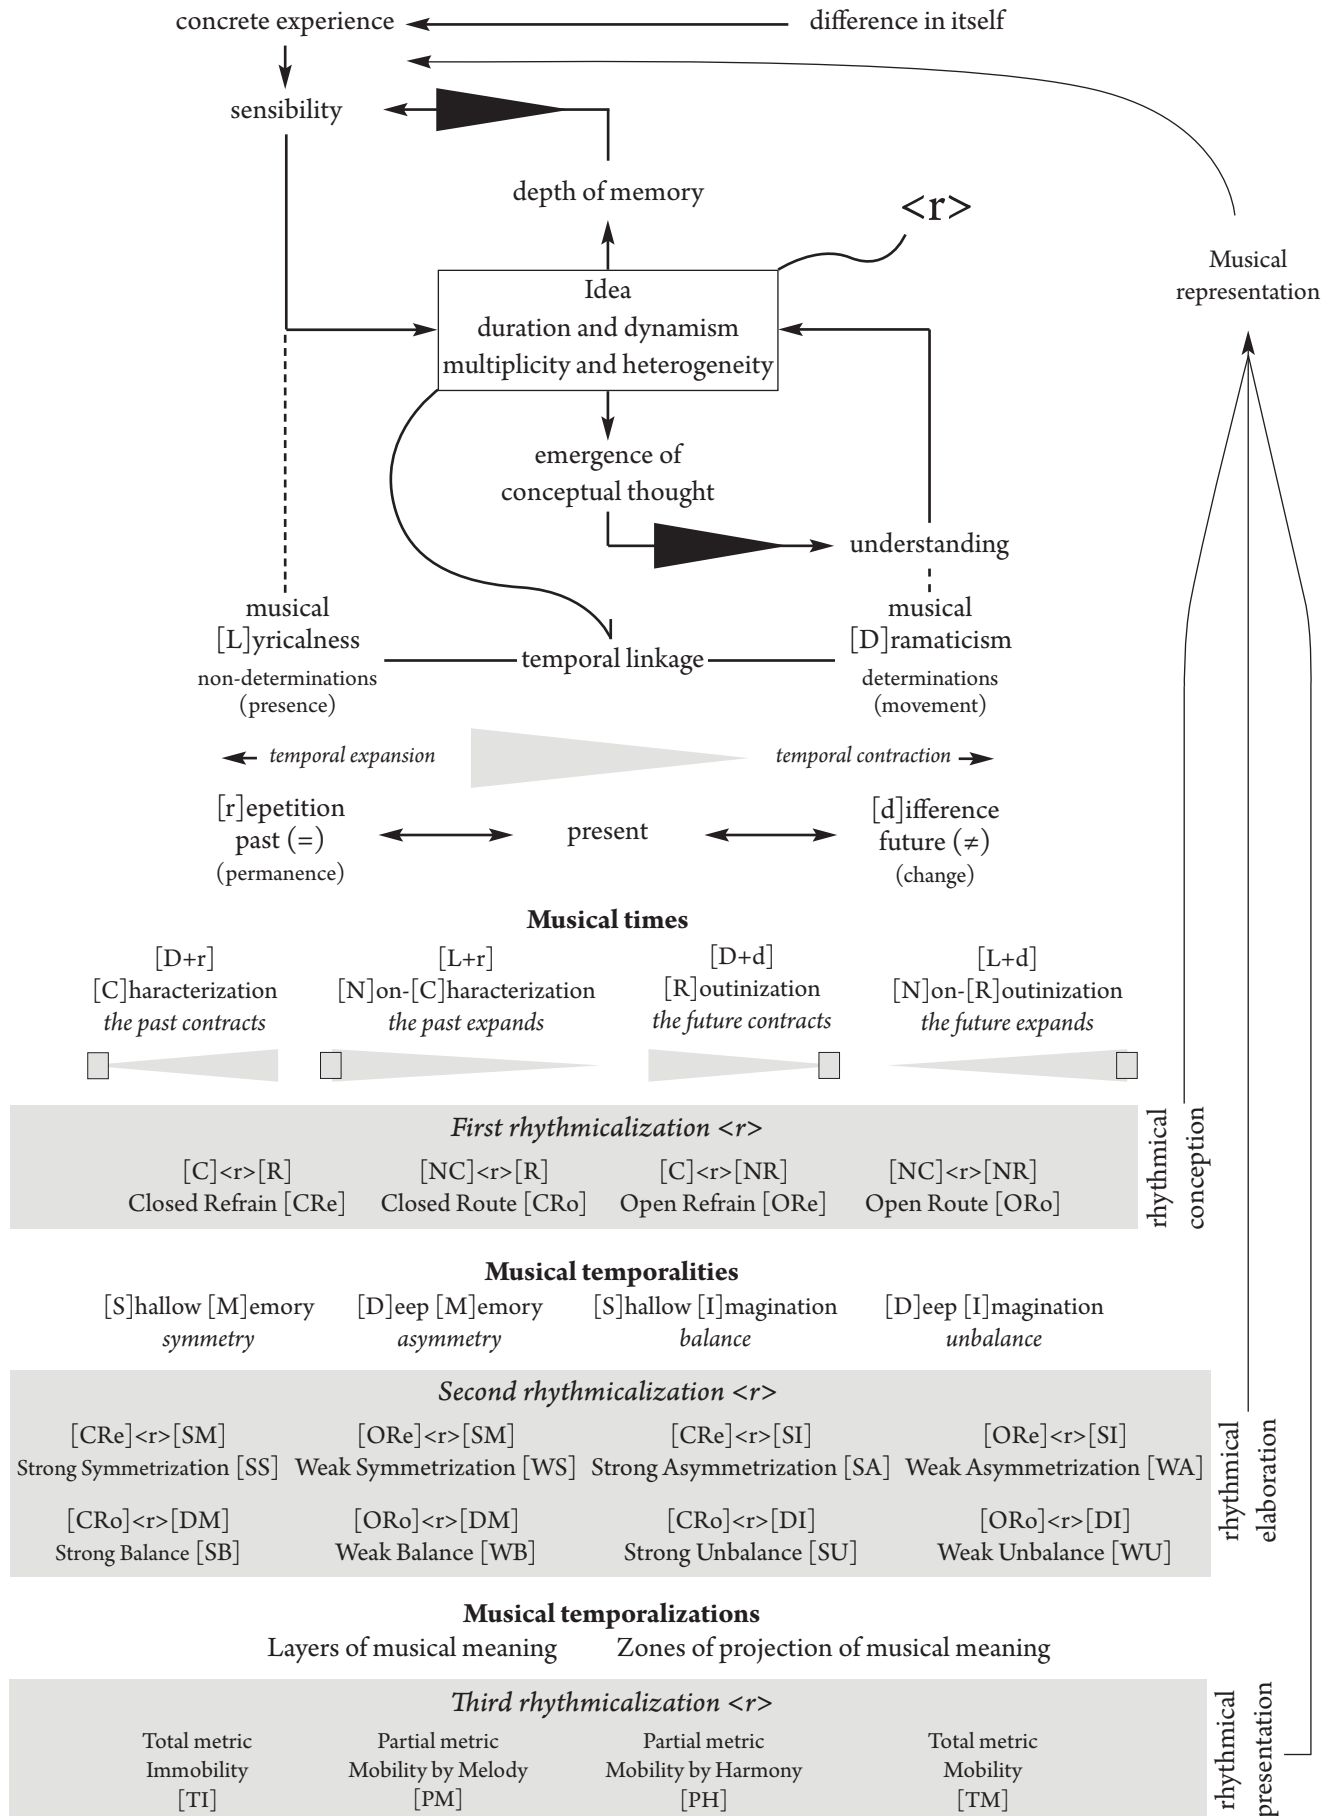 concrete experience
difference in itself
sensibility
depth of memory
<r>
Musical
representation
Idea
duration and dynamism
multiplicity and heterogeneity
emergence of
conceptual thought
understanding
musical
[L]yricalness
non-determinations
(presence)
temporal linkage
musical
[D]ramaticism
determinations
(movement)
temporal expansion
temporal contraction
[r]epetition
past (=)
(permanence)
present
[d]ifference
future (≠)
(change)
Musical times
[D+r]
[C]haracterization
the past contracts
[L+r]
[N]on-[C]haracterization
the past expands
[D+d]
[R]outinization
the future contracts
[L+d]
[N]on-[R]outinization
the future expands
First rhythmicalization <r>
[C]<r>[R]
Closed Refrain [CRe]
[NC]<r>[R]
Closed Route [CRo]
[C]<r>[NR]
Open Refrain [ORe]
[NC]<r>[NR]
Open Route [ORo]
rhythmical
conception
Musical temporalities
[S]hallow [M]emory
symmetry
[D]eep [M]emory
asymmetry
[S]hallow [I]magination
balance
[D]eep [I]magination
unbalance
Second rhythmicalization <r>
[CRe]<r>[SM]
Strong Symmetrization [SS]
[ORe]<r>[SM]
Weak Symmetrization [WS]
[CRe]<r>[SI]
Strong Asymmetrization [SA]
[ORe]<r>[SI]
Weak Asymmetrization [WA]
[CRo]<r>[DM]
Strong Balance [SB]
[ORo]<r>[DM]
Weak Balance [WB]
[CRo]<r>[DI]
Strong Unbalance [SU]
[ORo]<r>[DI]
Weak Unbalance [WU]
rhythmical
elaboration
Musical temporalizations
Layers of musical meaning
Zones of projection of musical meaning
Third rhythmicalization <r>
Total metric
Immobility
[TI]
Partial metric
Mobility by Melody
[PM]
Partial metric
Mobility by Harmony
[PH]
Total metric
Mobility
[TM]
rhythmical
presentation